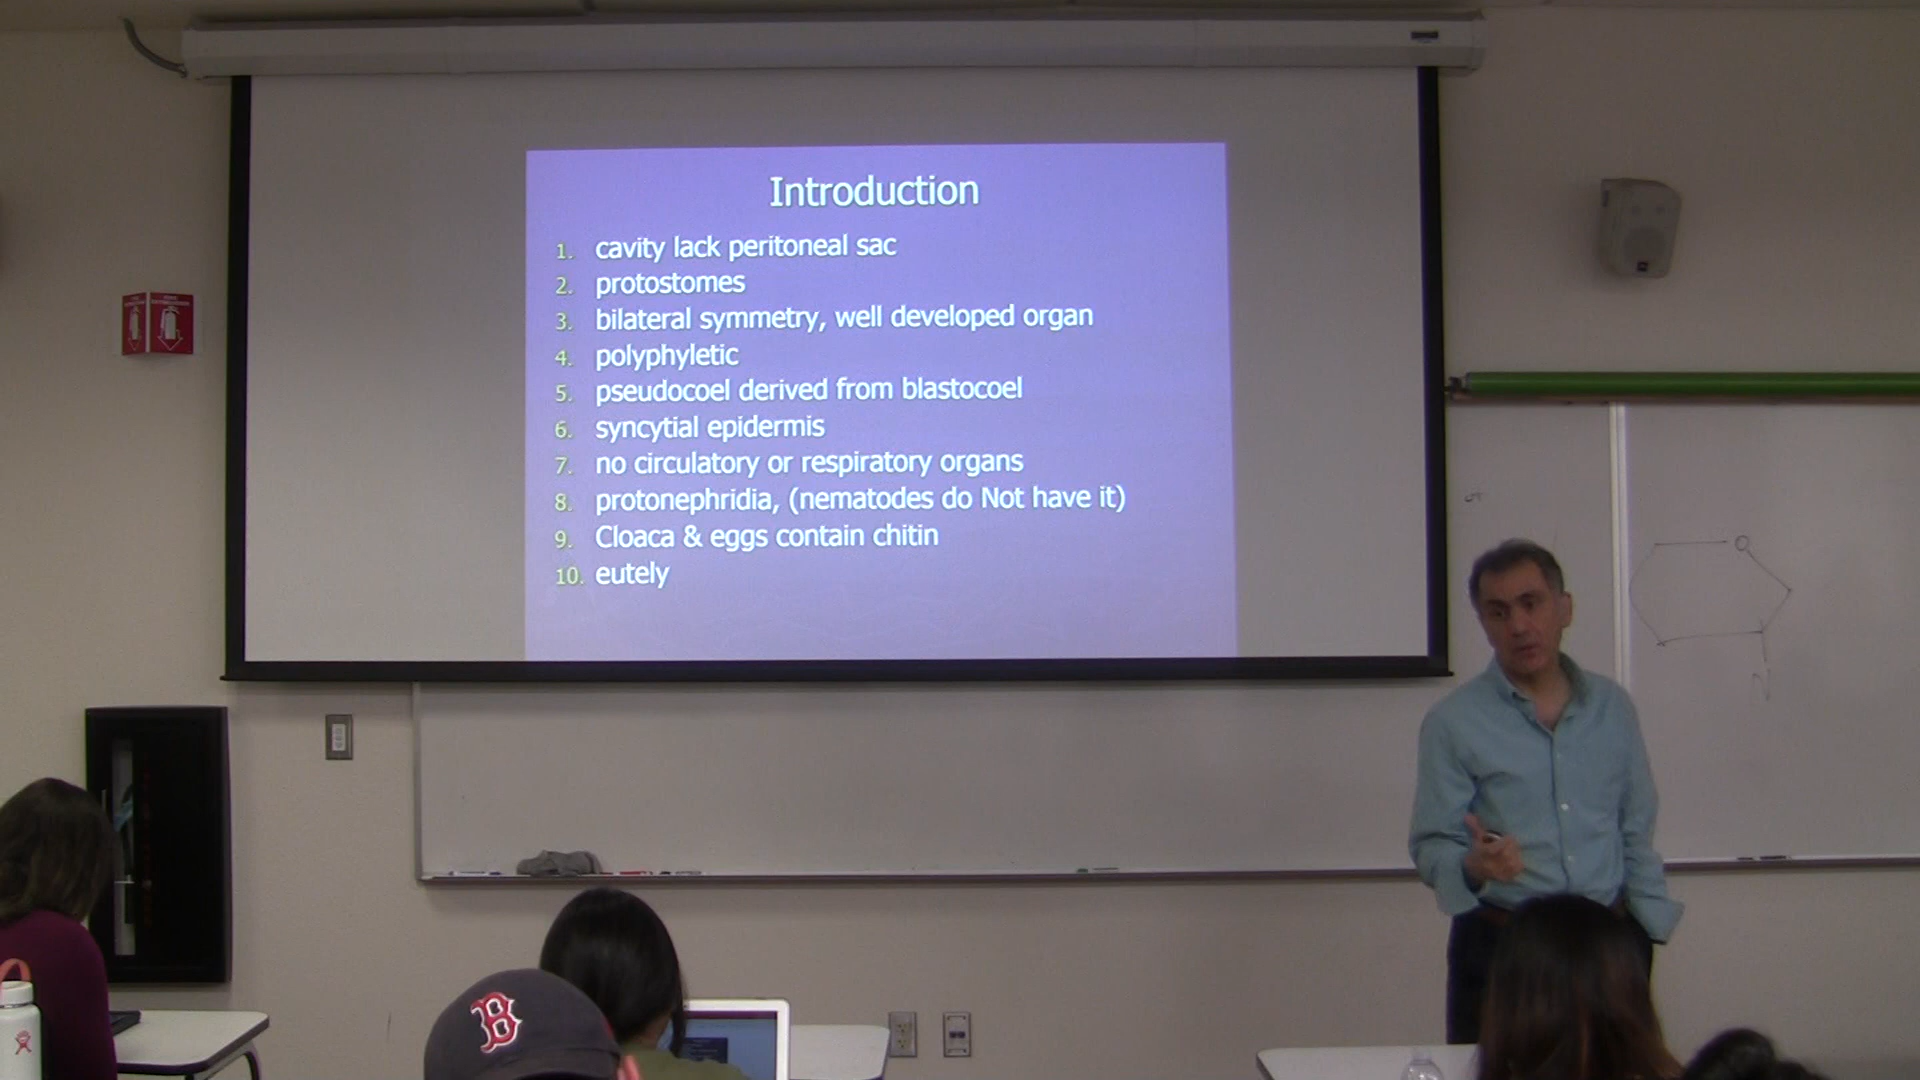 Introduction
1. cavity lack peritoneal sac
2. protostomes
3. bilateral symmetry, well developed organ
4. polyphyletic
5. pseudocoel derived from blastocoel
6. syncytial epidermis
7. no circulatory or respiratory organs
8. protonephridia, (nematodes do Not have it)
9. Cloaca & eggs contain chitin
10. eutely
N
B